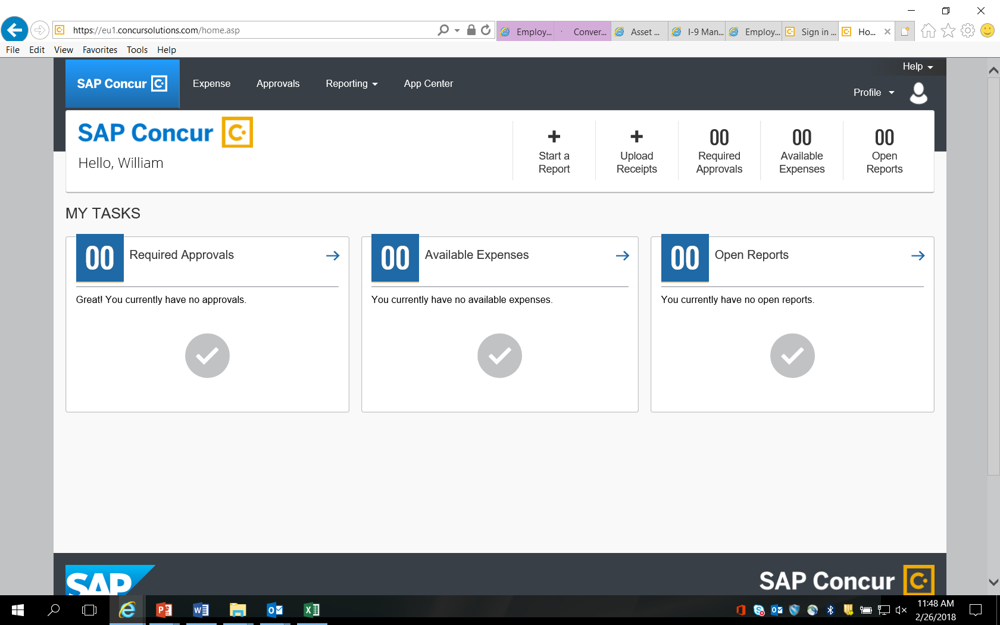 https://eu1.concursolutions.com/home.asp
Employ...
Conver...
Asset ...
I-9 Man...
Employ...
Sign in ...
Ho...
File Edit View Favorites Tools Help
Help
SAP Concur
Expense
Approvals
Reporting
App Center
Profile
SAP Concur
Hello, William
+
Start a
Report
+
Upload
Receipts
00
Required
Approvals
00
Available
Expenses
00
Open
Reports
MY TASKS
00 Required Approvals
Great! You currently have no approvals.
00 Available Expenses
You currently have no available expenses.
00 Open Reports
You currently have no open reports.
SAP
SAP Concur
11:48 AM
2/26/2018